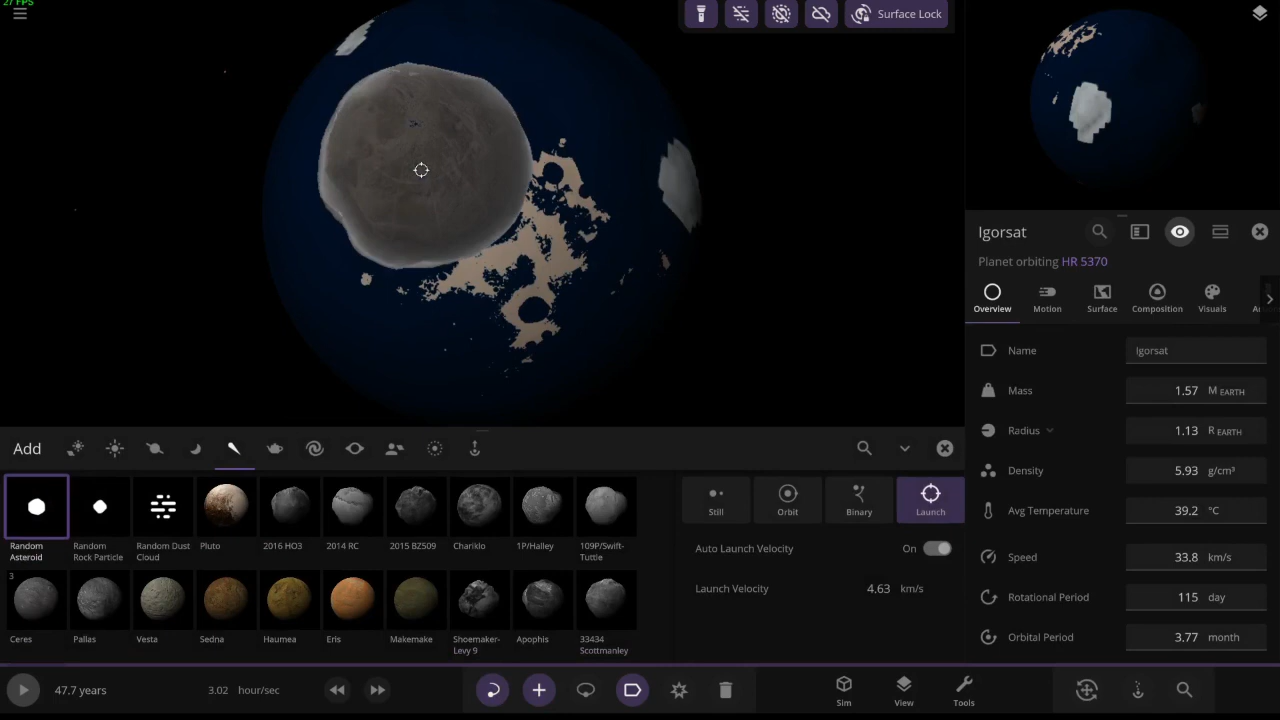 27 FPS
Surface Lock
Igorsat
Planet orbiting HR 5370
Overview
Motion
Surface
Composition
Visuals
Name
Igorsat
Mass
1.57 M EARTH
Radius
1.13 R EARTH
Density
5.93 g/cm³
Avg Temperature
39.2 °C
Speed
33.8 km/s
Rotational Period
115 day
Orbital Period
3.77 month
Add
Random Asteroid
Random Rock Particle
Random Dust Cloud
Pluto
2016 HO3
2014 RC
2015 BZ509
Chariklo
1P/Halley
109P/Swift-Tuttle
3
Ceres
Pallas
Vesta
Sedna
Haumea
Eris
Makemake
Shoemaker-Levy 9
Apophis
33434 Scottmanley
Still
Orbit
Binary
Launch
Auto Launch Velocity
On
Launch Velocity
4.63 km/s
47.7 years
3.02 hour/sec
Sim
View
Tools